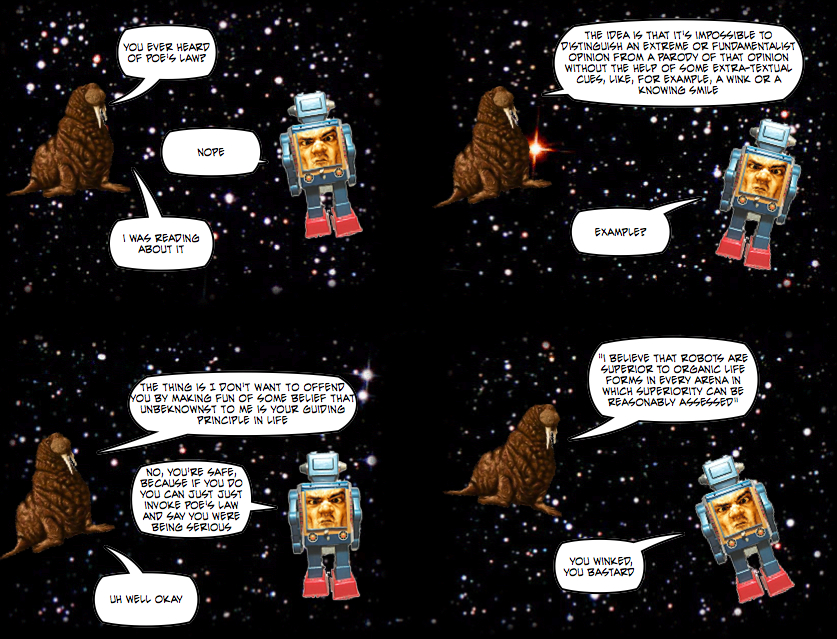 YOU EVER HEARD
OF POE'S LAW?
NOPE
I WAS READING
ABOUT IT
THE IDEA IS THAT IT'S IMPOSSIBLE TO
DISTINGUISH AN EXTREME OR FUNDAMENTALIST
OPINION FROM A PARODY OF THAT OPINION
WITHOUT THE HELP OF SOME EXTRA-TEXTUAL
CUES, LIKE, FOR EXAMPLE, A WINK OR A
KNOWING SMILE
EXAMPLE?
THE THING IS I DON'T WANT TO OFFEND
YOU BY MAKING FUN OF SOME BELIEF THAT
UNBEKNOWNST TO ME IS YOUR GUIDING
PRINCIPLE IN LIFE
NO, YOU'RE SAFE,
BECAUSE IF YOU DO
YOU CAN JUST JUST
INVOKE POE'S LAW
AND SAY YOU WERE
BEING SERIOUS
UH WELL OKAY
"I BELIEVE THAT ROBOTS ARE
SUPERIOR TO ORGANIC LIFE
FORMS IN EVERY ARENA IN
WHICH SUPERIORITY CAN BE
REASONABLY ASSESSED"
YOU WINKED,
YOU BASTARD